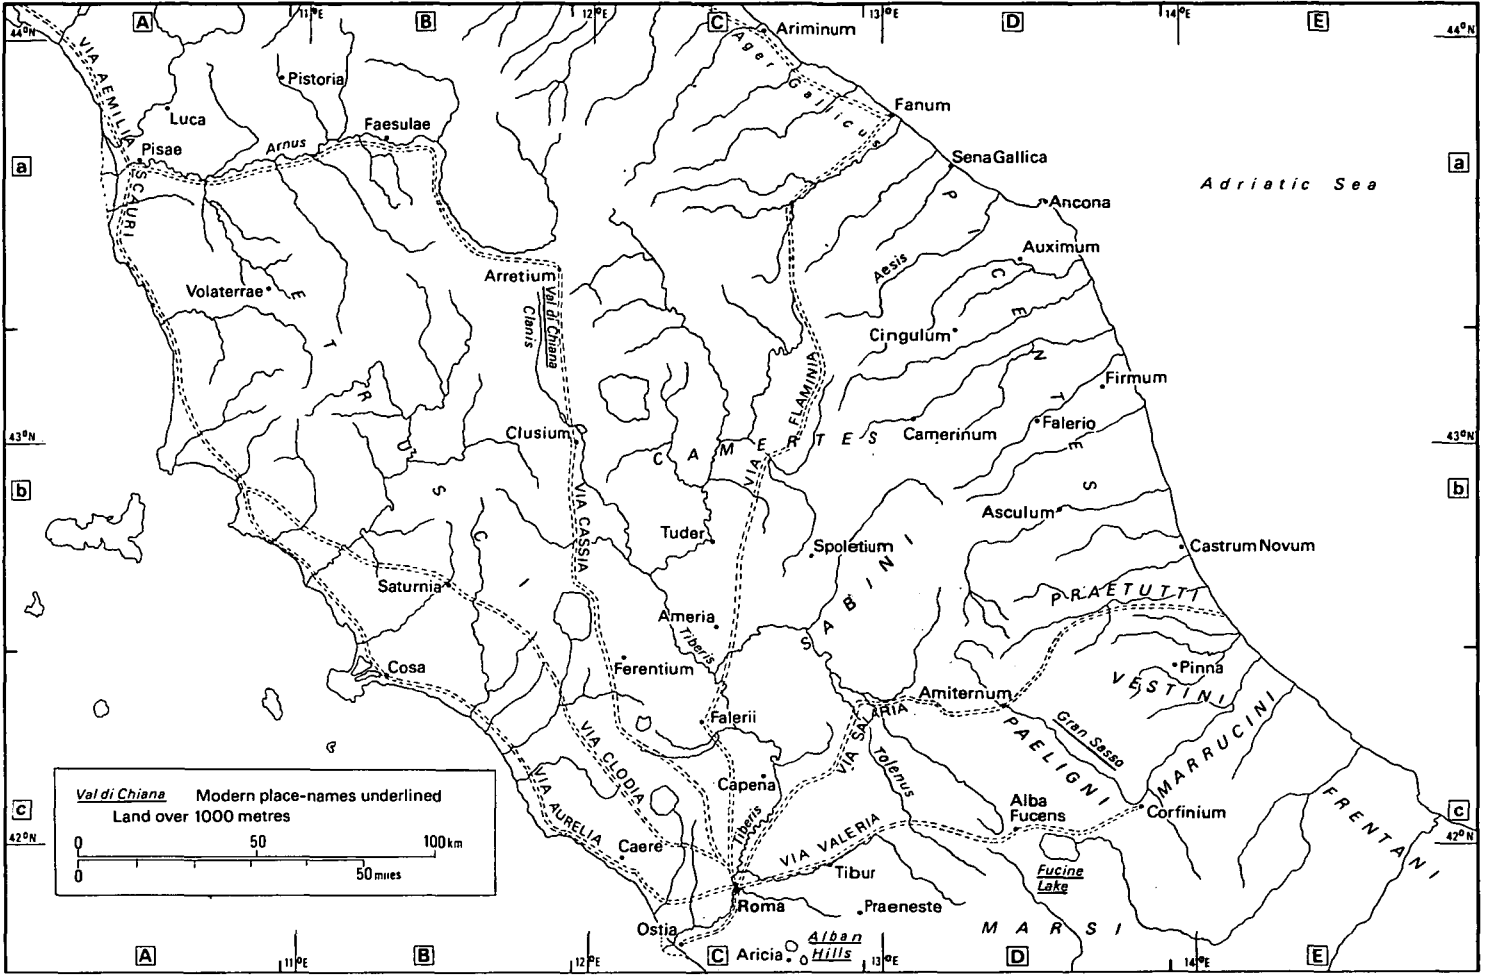 A
11°E
B
12°E
C
13°E
D
14°E
E
44°N
44°N
Ariminum
VIA AEMILIA
SCAURI
Pistoria
Ager Gallicus
Fanum
Luca
Faesulae
Arnus
Pisae
a
a
Sena Gallica
Adriatic Sea
Ancona
Auximum
Aesis
PICENTES
Arretium
Volaterrae
ETRUSCI
Val di Chiana
Clanis
Cingulum
VIA FLAMINIA
Firmum
Falerio
43°N
43°N
Clusium
CAMERTES
Camerinum
b
b
VIA CASSIA
Asculum
Tuder
Spoletium
Castrum Novum
SABINI
Saturnia
PRAETUTTI
Ameria
Tiberis
Cosa
Ferentium
Pinna
VESTINI
Amiternum
Falerii
VIA SALARIA
PAELIGNI
Gran Sasso
MARRUCINI
VIA CLODIA
Tolenus
Capena
VIA AURELIA
Tiberis
Alba
Fucens
Corfinium
FRENTANI
c
c
42°N
42°N
Val di Chiana Modern place-names underlined
Land over 1000 metres
0 50 100 km
0 50 miles
Caere
VIA VALERIA
Tibur
Fucine
Lake
Roma
Praeneste
Ostia
MARSI
Aricia
Alban
Hills
A
11°E
B
12°E
C
13°E
D
14°E
E